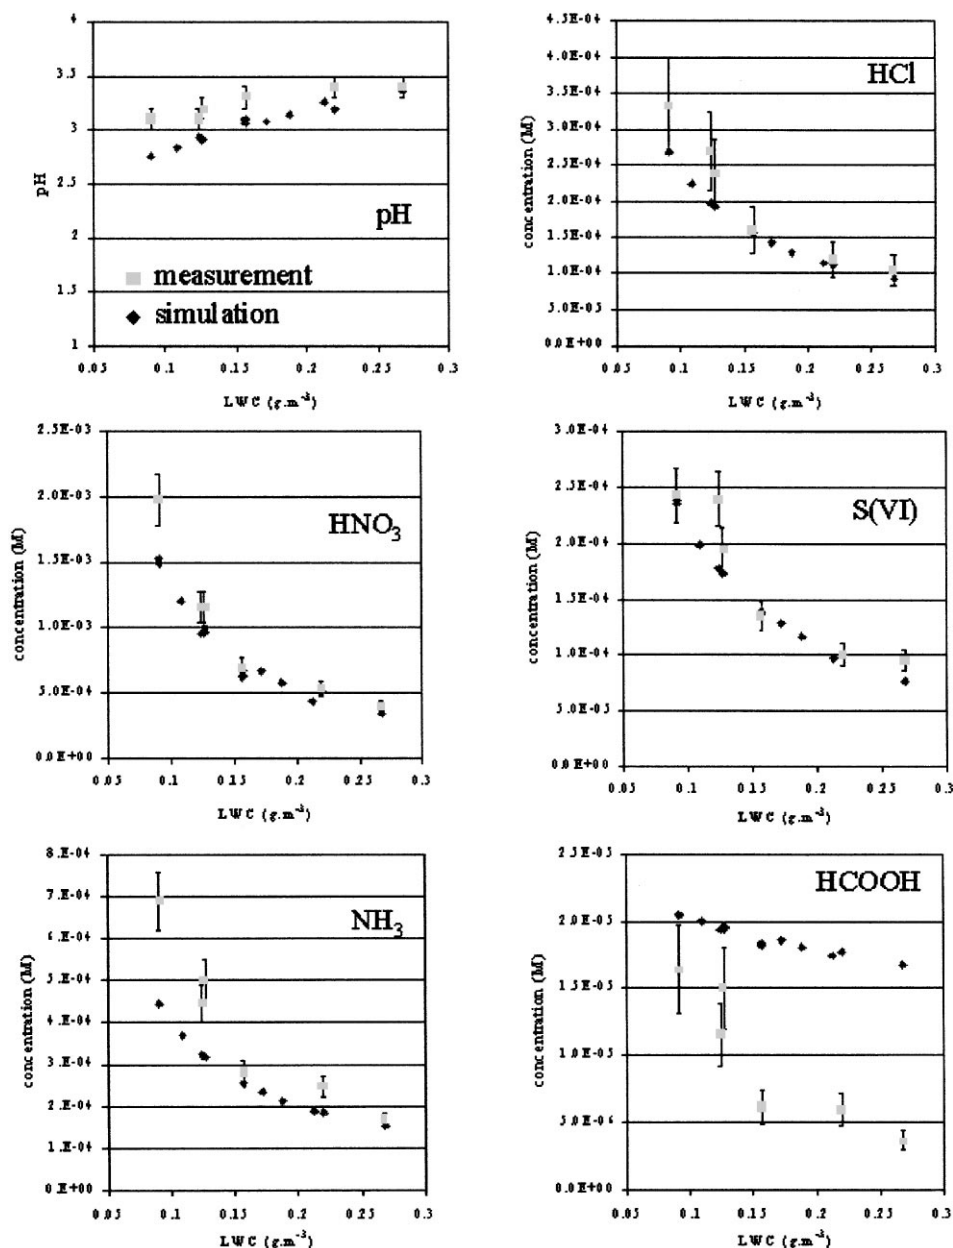 4
3.5
3
2.5
2
1.5
1
pH
pH
measurement
simulation
0.05 0.1 0.15 0.2 0.25 0.3
LWC (g.m⁻³)
4.5E-04
4.0E-04
3.5E-04
3.0E-04
2.5E-04
2.0E-04
1.5E-04
1.0E-04
5.0E-05
0.0E+00
concentration (M)
HCl
0.05 0.1 0.15 0.2 0.25 0.3
LWC (g.m⁻³)
2.5E-03
2.0E-03
1.5E-03
1.0E-03
5.0E-04
0.0E+00
concentration (M)
HNO₃
0.05 0.1 0.15 0.2 0.25 0.3
LWC (g.m⁻³)
3.0E-04
2.5E-04
2.0E-04
1.5E-04
1.0E-04
5.0E-05
0.0E+00
concentration (M)
S(VI)
0.05 0.1 0.15 0.2 0.25 0.3
LWC (g.m⁻³)
8.E-04
7.E-04
6.E-04
5.E-04
4.E-04
3.E-04
2.E-04
1.E-04
0.E+00
concentration (M)
NH₃
0.05 0.1 0.15 0.2 0.25 0.3
LWC (g.m⁻³)
2.5E-05
2.0E-05
1.5E-05
1.0E-05
5.0E-06
0.0E+00
concentration (M)
HCOOH
0.05 0.1 0.15 0.2 0.25 0.3
LWC (g.m⁻³)